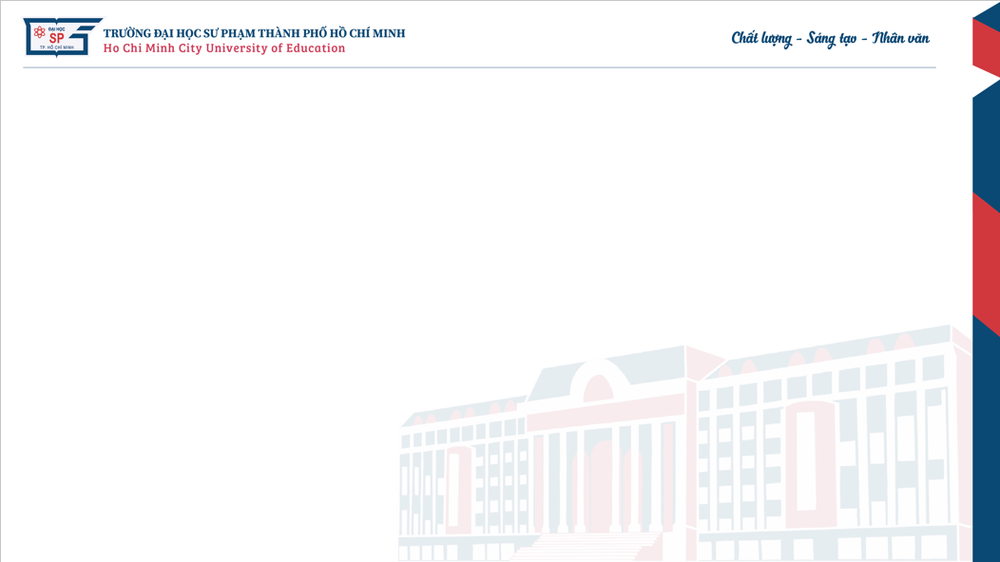 ĐẠI HỌC
SP
TP. HỒ CHÍ MINH
TRƯỜNG ĐẠI HỌC SƯ PHẠM THÀNH PHỐ HỒ CHÍ MINH
Ho Chi Minh City University of Education
Chất lượng - Sáng tạo - Nhân văn